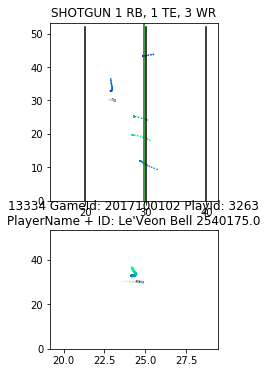 SHOTGUN 1 RB, 1 TE, 3 WR
50
40
30
20
10
0
20 30 40
13334 GameId: 2017100102 PlayId: 3263
PlayerName + ID: Le'Veon Bell 2540175.0
40
20
0
20.0 22.5 25.0 27.5